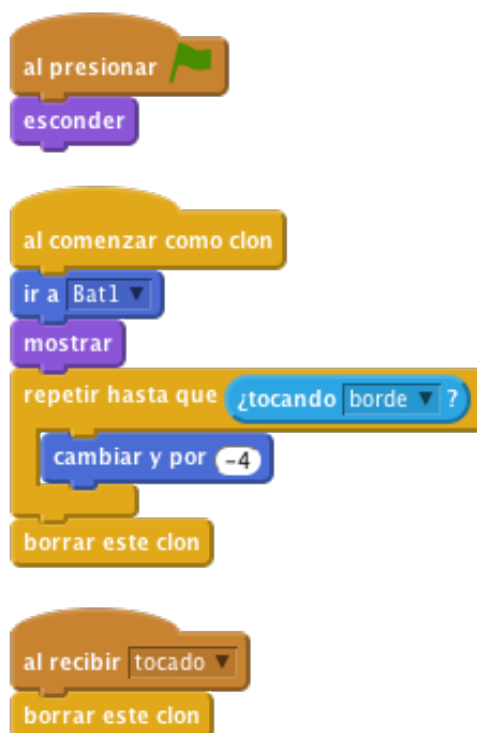 al presionar
esconder
al comenzar como clon
ir a Bat1
mostrar
repetir hasta que ¿tocando borde ?
cambiar y por -4
borrar este clon
al recibir tocado
borrar este clon